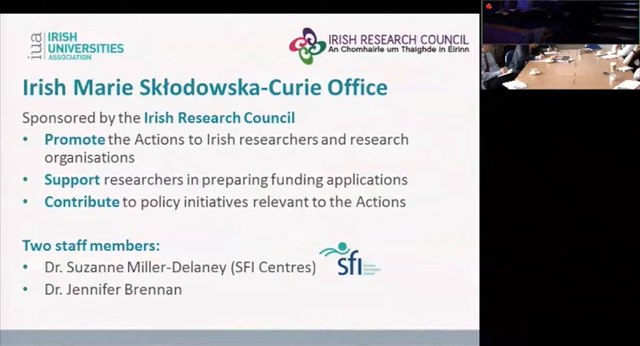 iua
IRISH
UNIVERSITIES
ASSOCIATION
IRISH RESEARCH COUNCIL
An Chomhairle um Thaighde in Éirinn
Irish Marie Skłodowska-Curie Office
Sponsored by the Irish Research Council
• Promote the Actions to Irish researchers and research
organisations
• Support researchers in preparing funding applications
• Contribute to policy initiatives relevant to the Actions
Two staff members:
• Dr. Suzanne Miller-Delaney (SFI Centres)
sfi
• Dr. Jennifer Brennan